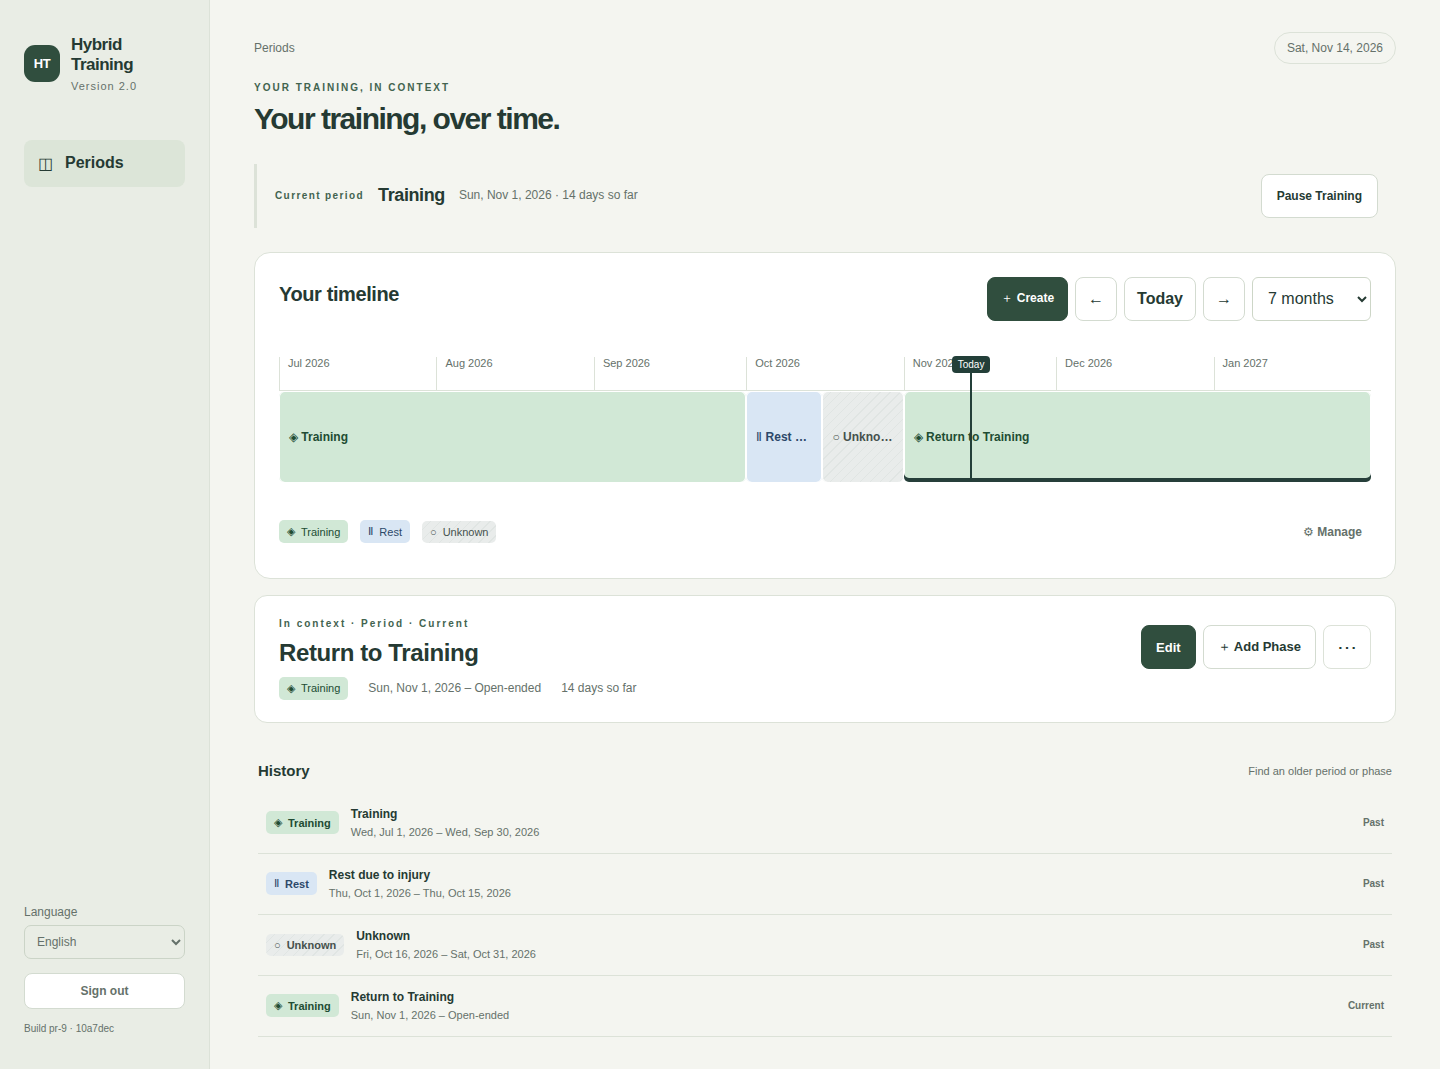 HT
Hybrid
Training
Version 2.0
Periods
Language
English
Sign out
Build pr-9 · 10a7dec
Periods
Sat, Nov 14, 2026
YOUR TRAINING, IN CONTEXT
Your training, over time.
Current period Training Sun, Nov 1, 2026 · 14 days so far
Pause Training
Your timeline
+ Create
←
Today
→
7 months
Jul 2026
Aug 2026
Sep 2026
Oct 2026
Nov 202
Today
Dec 2026
Jan 2027
Training
Rest …
Unkno…
Return to Training
Training
Rest
Unknown
Manage
In context · Period · Current
Return to Training
Edit
+ Add Phase
···
Training
Sun, Nov 1, 2026 – Open-ended
14 days so far
History
Find an older period or phase
Training
Training
Wed, Jul 1, 2026 – Wed, Sep 30, 2026
Past
Rest
Rest due to injury
Thu, Oct 1, 2026 – Thu, Oct 15, 2026
Past
Unknown
Unknown
Fri, Oct 16, 2026 – Sat, Oct 31, 2026
Past
Training
Return to Training
Sun, Nov 1, 2026 – Open-ended
Current